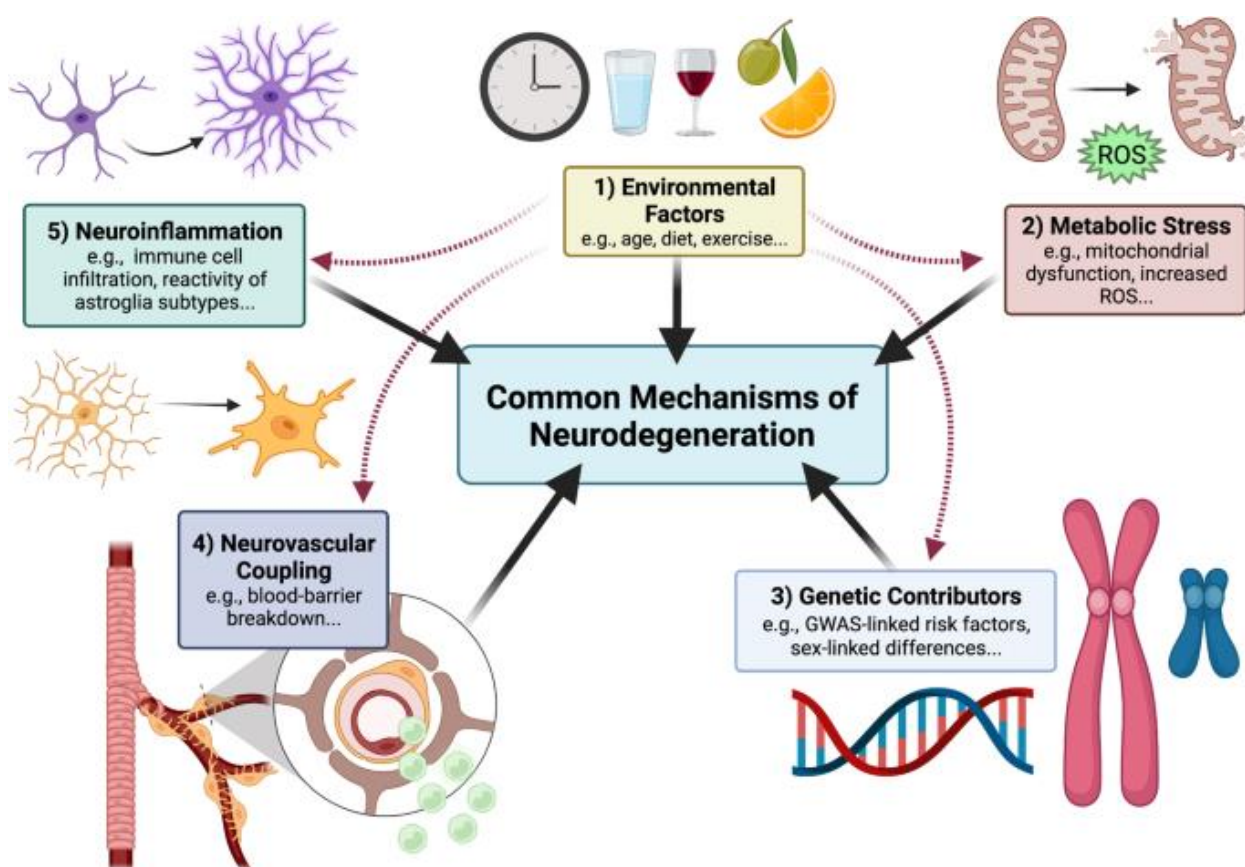 1) Environmental
Factors
e.g., age, diet, exercise...
ROS
2) Metabolic Stress
e.g., mitochondrial
dysfunction, increased
ROS...
5) Neuroinflammation
e.g.,  immune cell
infiltration, reactivity of
astroglia subtypes...
Common Mechanisms of
Neurodegeneration
4) Neurovascular
Coupling
e.g., blood-barrier
breakdown...
3) Genetic Contributors
e.g., GWAS-linked risk factors,
sex-linked differences...